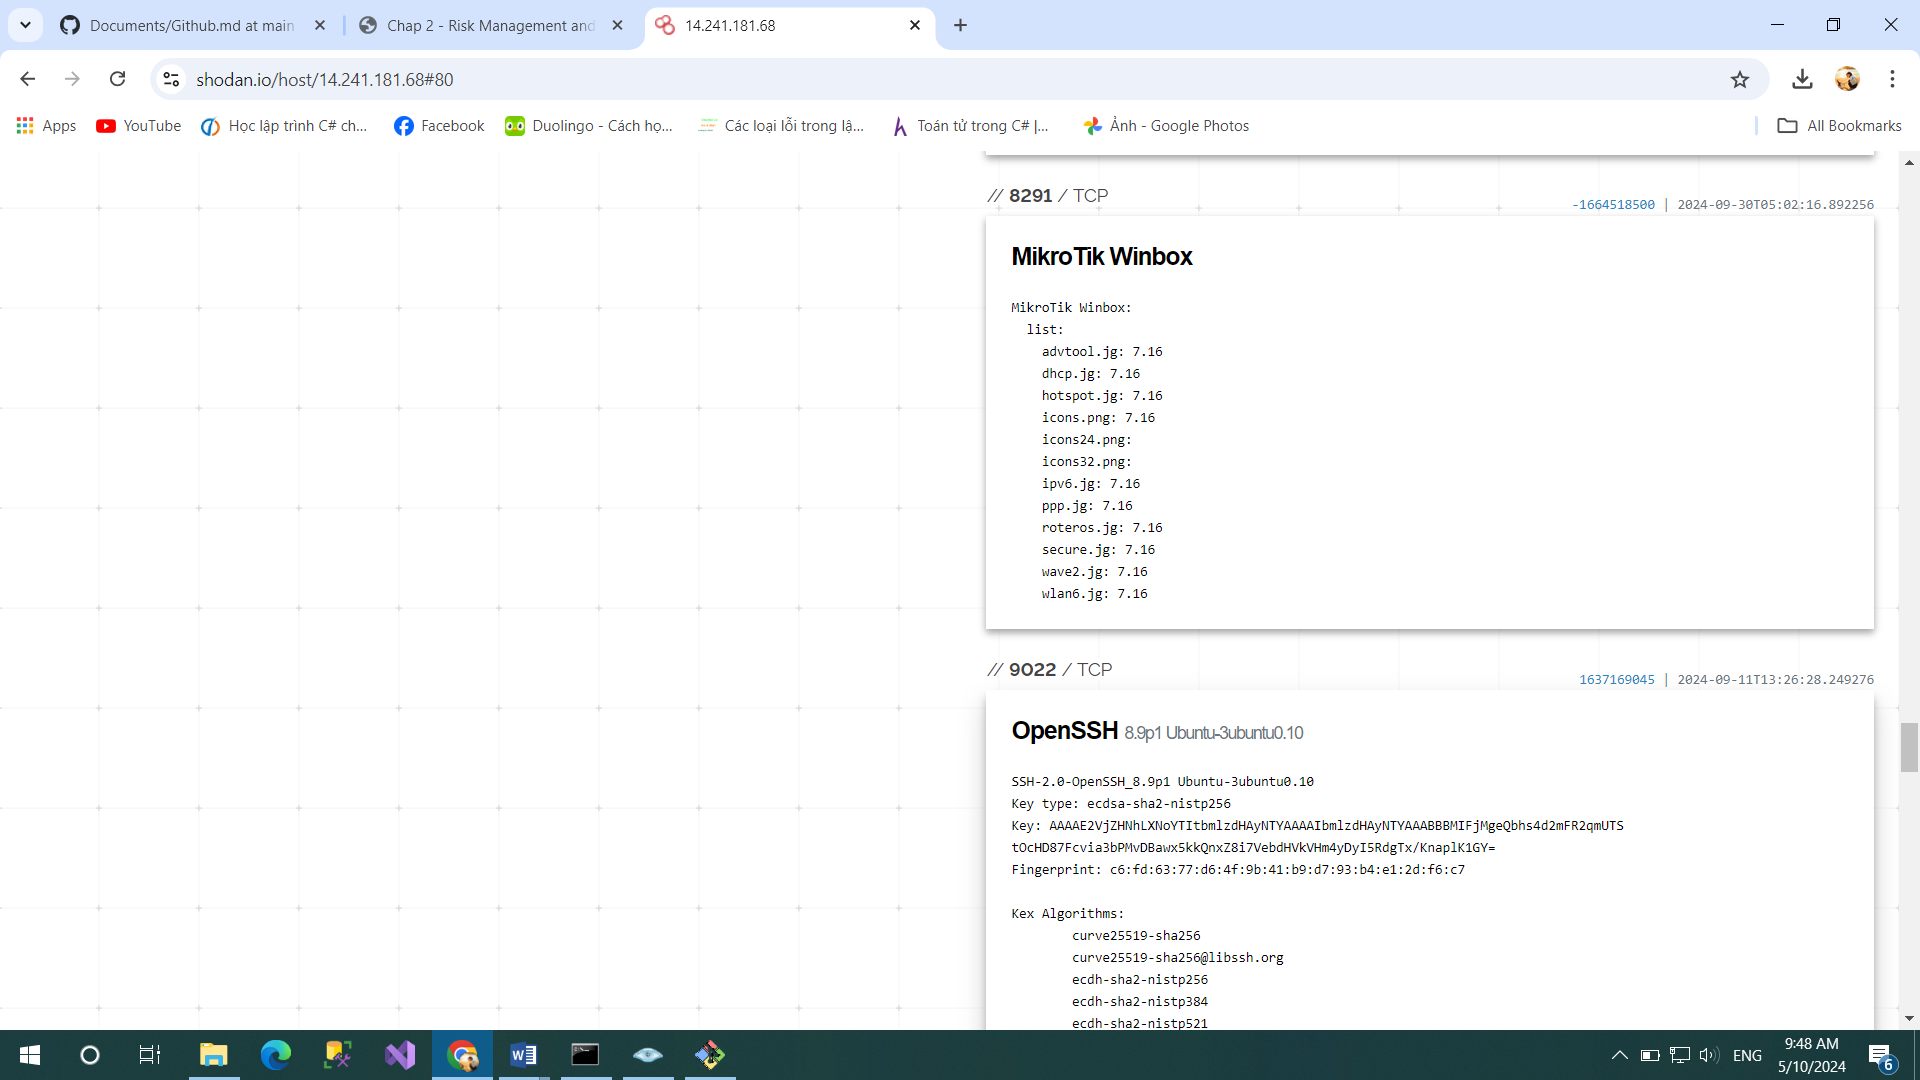 Documents/Github.md at main
Chap 2 - Risk Management and
14.241.181.68
shodan.io/host/14.241.181.68#80
Apps
YouTube
Học lập trình C# ch...
Facebook
Duolingo - Cách họ...
Các loại lỗi trong lậ...
Toán tử trong C# |...
Ảnh - Google Photos
All Bookmarks
// 8291 / TCP
-1664518500 | 2024-09-30T05:02:16.892256
MikroTik Winbox
MikroTik Winbox:
list:
advtool.jg: 7.16
dhcp.jg: 7.16
hotspot.jg: 7.16
icons.png: 7.16
icons24.png:
icons32.png:
ipv6.jg: 7.16
ppp.jg: 7.16
roteros.jg: 7.16
secure.jg: 7.16
wave2.jg: 7.16
wlan6.jg: 7.16
// 9022 / TCP
1637169045 | 2024-09-11T13:26:28.249276
OpenSSH 8.9p1 Ubuntu-3ubuntu0.10
SSH-2.0-OpenSSH_8.9p1 Ubuntu-3ubuntu0.10
Key type: ecdsa-sha2-nistp256
Key: AAAAE2VjZHNhLXNoYTItbmlzdHAyNTYAAAAIbmlzdHAyNTYAAABBBMIFjMgeQbhs4d2mFR2qmUTS
tOcHD87Fcvia3bPMvDBawx5kkQnxZ8i7VebdHVkVHm4yDyI5RdgTx/KnaplK1GY=
Fingerprint: c6:fd:63:77:d6:4f:9b:41:b9:d7:93:b4:e1:2d:f6:c7
Kex Algorithms:
curve25519-sha256
curve25519-sha256@libssh.org
ecdh-sha2-nistp256
ecdh-sha2-nistp384
ecdh-sha2-nistp521
ENG
9:48 AM
5/10/2024
6